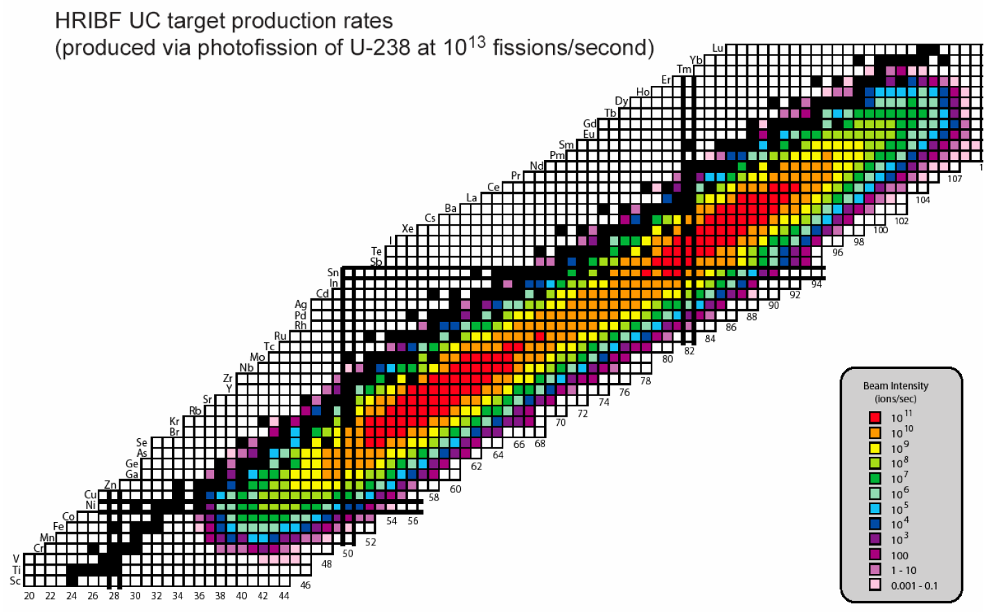 HRIBF UC target production rates
(produced via photofission of U-238 at 10¹³ fissions/second)
Lu
Yb
Tm
Er
Ho
Dy
Tb
Gd
Eu
Sm
Pm
Nd
Pr
Ce
La
Ba
Cs
Xe
I
Te
Sb
Sn
In
Cd
Ag
Pd
Rh
Ru
Tc
Mo
Nb
Zr
Y
Sr
Rb
Kr
Br
Se
As
Ge
Ga
Zn
Cu
Ni
Co
Fe
Mn
Cr
V
Ti
Sc
20 22 24 26 28 30 32 34 36 38 40 42 44
46
48
50
52
54 56
58
60
62
64
66 68
70
72
74
76
78
80
82
84
86
88
90
92
94
96
98
100
102
104
107
1
Beam Intensity
(ions/sec)
10¹¹
10¹⁰
10⁹
10⁸
10⁷
10⁶
10⁵
10⁴
10³
100
1 - 10
0.001 - 0.1